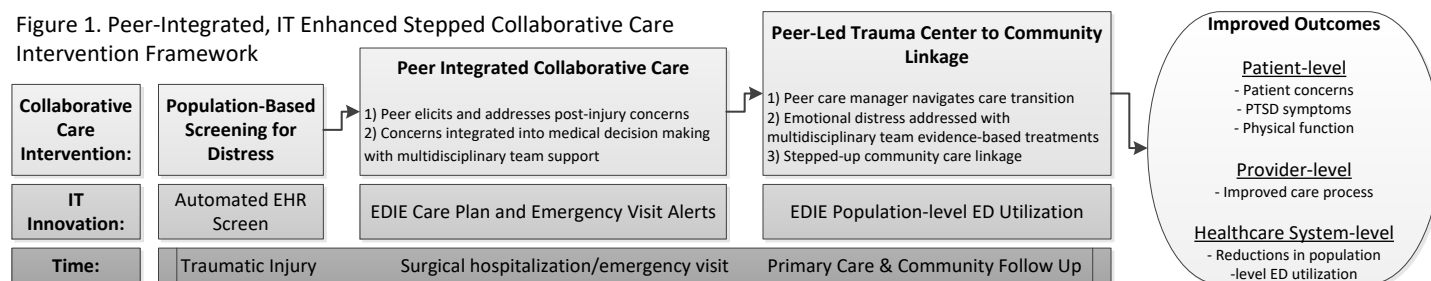 Figure 1. Peer-Integrated, IT Enhanced Stepped Collaborative Care
Intervention Framework
Collaborative
Care
Intervention:
Population-Based
Screening for
Distress
Peer Integrated Collaborative Care
1) Peer elicits and addresses post-injury concerns
2) Concerns integrated into medical decision making
with multidisciplinary team support
Peer-Led Trauma Center to Community
Linkage
1) Peer care manager navigates care transition
2) Emotional distress addressed with
multidisciplinary team evidence-based treatments
3) Stepped-up community care linkage
IT
Innovation:
Automated EHR
Screen
EDIE Care Plan and Emergency Visit Alerts
EDIE Population-level ED Utilization
Time:
Traumatic Injury
Surgical hospitalization/emergency visit
Primary Care & Community Follow Up
Improved Outcomes
Patient-level
- Patient concerns
- PTSD symptoms
- Physical function
Provider-level
- Improved care process
Healthcare System-level
- Reductions in population
-level ED utilization